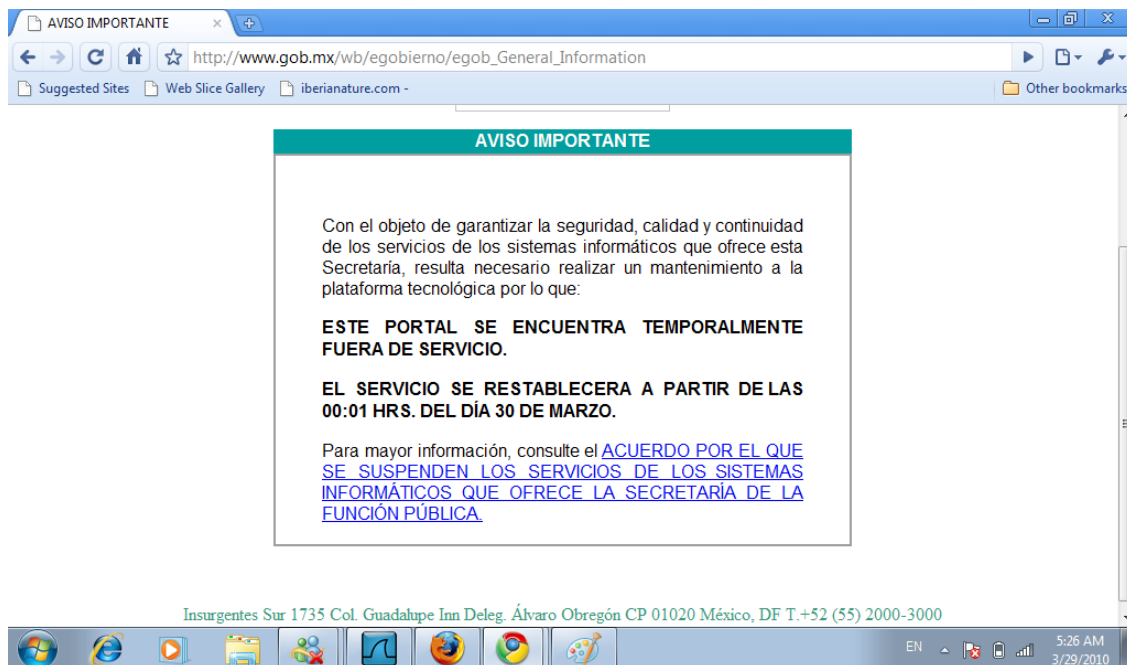 AVISO IMPORTANTE
http://www.gob.mx/wb/egobierno/egob_General_Information
Suggested Sites
Web Slice Gallery
iberianature.com -
Other bookmarks
AVISO IMPORTANTE
Con el objeto de garantizar la seguridad, calidad y continuidad
de los servicios de los sistemas informáticos que ofrece esta
Secretaría, resulta necesario realizar un mantenimiento a la
plataforma tecnológica por lo que:
ESTE PORTAL SE ENCUENTRA TEMPORALMENTE
FUERA DE SERVICIO.
EL SERVICIO SE RESTABLECERA A PARTIR DE LAS
00:01 HRS. DEL DÍA 30 DE MARZO.
Para mayor información, consulte el ACUERDO POR EL QUE
SE SUSPENDEN LOS SERVICIOS DE LOS SISTEMAS
INFORMÁTICOS QUE OFRECE LA SECRETARÍA DE LA
FUNCIÓN PÚBLICA.
Insurgentes Sur 1735 Col. Guadalupe Inn Deleg. Álvaro Obregón CP 01020 México, DF T.+52 (55) 2000-3000
EN
5:26 AM
3/29/2010